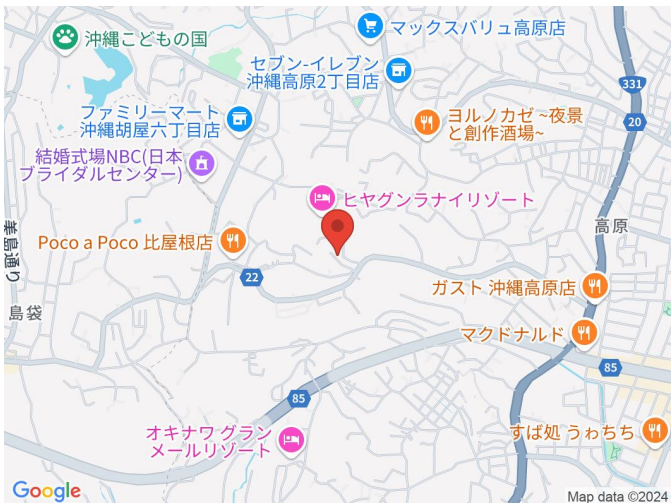 沖縄こどもの国
マックスバリュ高原店
セブン-イレブン
沖縄高原2丁目店
331
20
ファミリーマート
沖縄胡屋六丁目店
ヨルノカゼ ~夜景
と創作酒場~
結婚式場NBC(日本
ブライダルセンター)
ヒヤグンラナイリゾート
美島通り
Poco a Poco 比屋根店
高原
22
ガスト 沖縄高原店
島袋
マクドナルド
85
85
オキナワ グラン
メールリゾート
すば処 うゎちち
Google
Map data ©2024